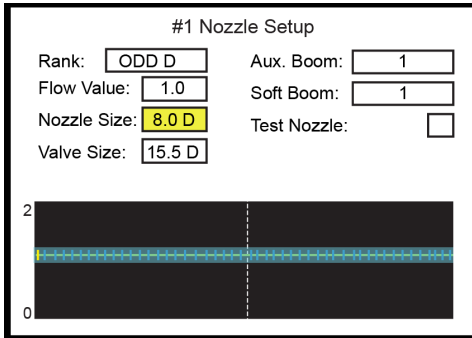 #1 Nozzle Setup
Rank: ODD D
Aux. Boom: 1
Flow Value: 1.0
Soft Boom: 1
Nozzle Size: 8.0 D
Test Nozzle:
Valve Size: 15.5 D
2
0